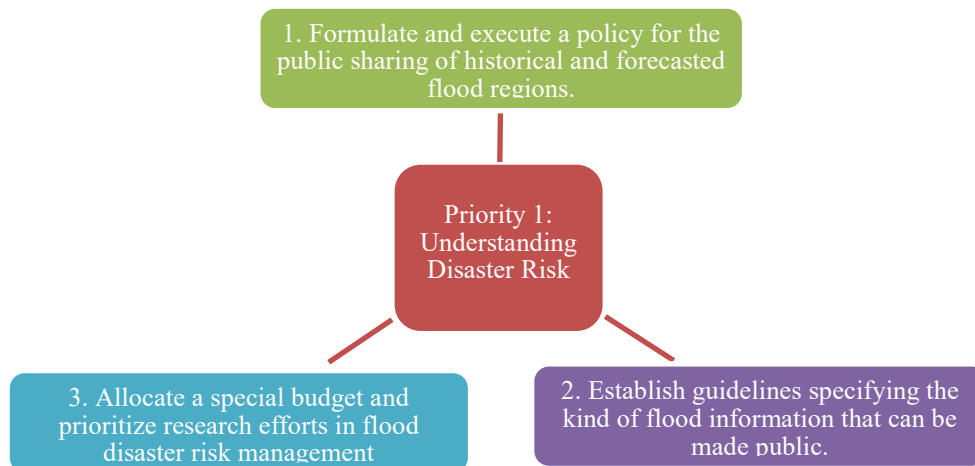 1. Formulate and execute a policy for the
public sharing of historical and forecasted
flood regions.
Priority 1:
Understanding
Disaster Risk
3. Allocate a special budget and
prioritize research efforts in flood
disaster risk management
2. Establish guidelines specifying the
kind of flood information that can be
made public.